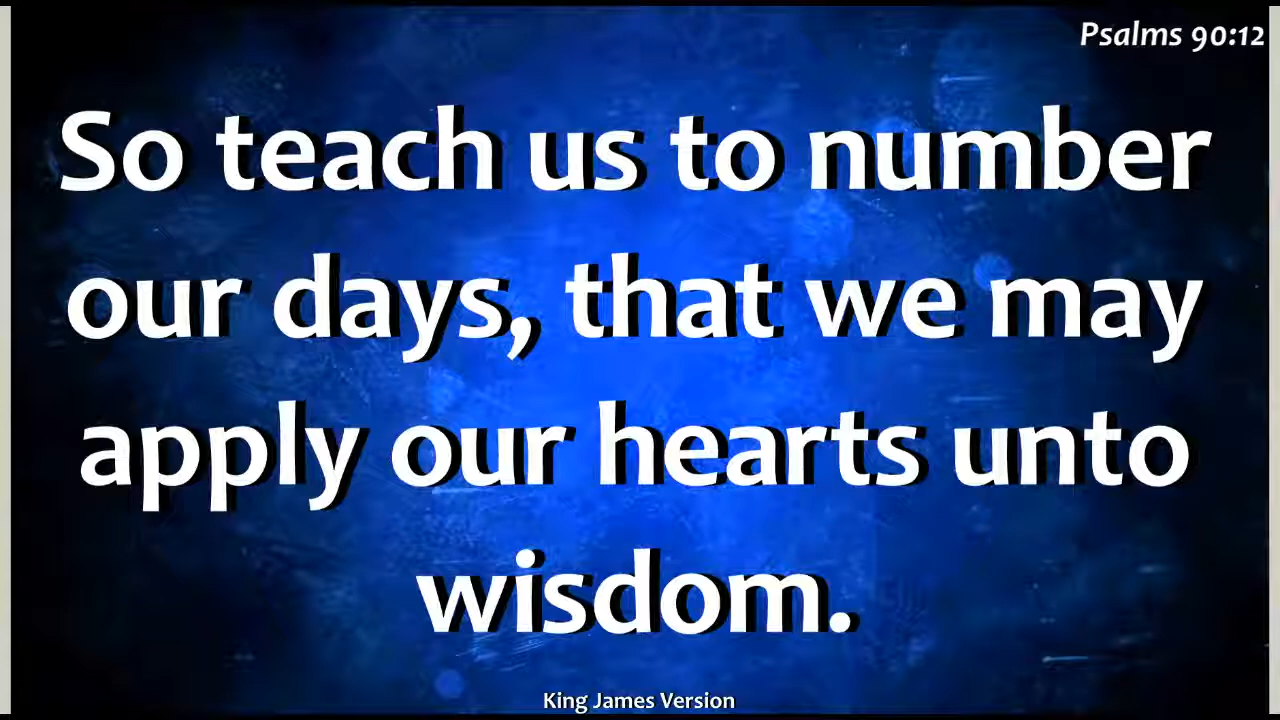 Psalms 90:12
So teach us to number
our days, that we may
apply our hearts unto
wisdom.
King James Version